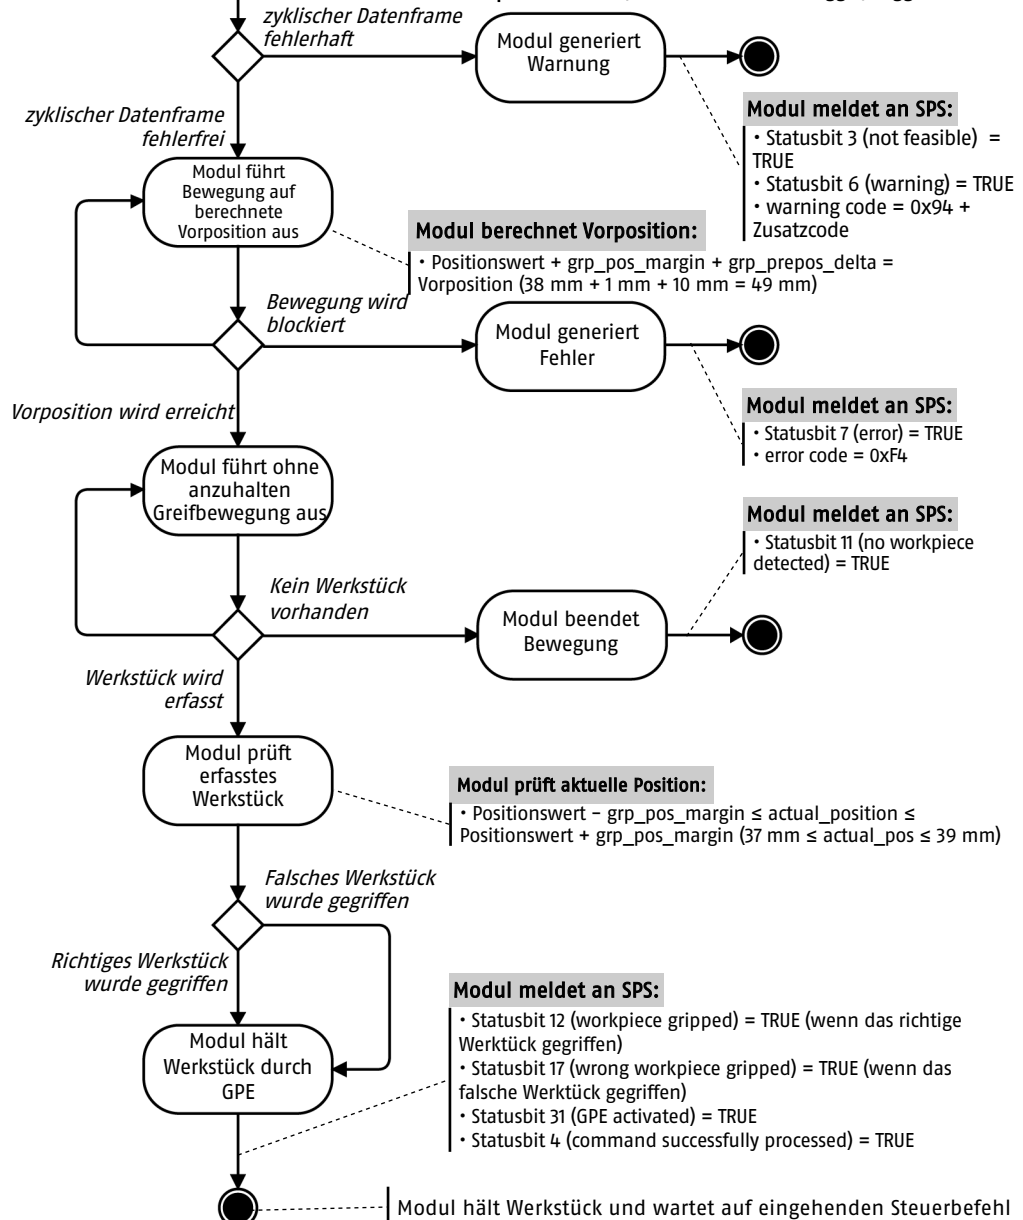 zyklischer Datenframe
fehlerhaft
Modul generiert
Warnung
Modul meldet an SPS:
• Statusbit 3 (not feasible) =
TRUE
• Statusbit 6 (warning) = TRUE
• warning code = 0x94 +
Zusatzcode
zyklischer Datenframe
fehlerfrei
Modul führt
Bewegung auf
berechnete
Vorposition aus
Modul berechnet Vorposition:
• Positionswert + grp_pos_margin + grp_prepos_delta =
Vorposition (38 mm + 1 mm + 10 mm = 49 mm)
Bewegung wird
blockiert
Modul generiert
Fehler
Modul meldet an SPS:
• Statusbit 7 (error) = TRUE
• error code = 0xF4
Vorposition wird erreicht
Modul führt ohne
anzuhalten
Greifbewegung aus
Modul meldet an SPS:
• Statusbit 11 (no workpiece
detected) = TRUE
Kein Werkstück
vorhanden
Modul beendet
Bewegung
Werkstück wird
erfasst
Modul prüft
erfasstes
Werkstück
Modul prüft aktuelle Position:
• Positionswert − grp_pos_margin ≤ actual_position ≤
Positionswert + grp_pos_margin (37 mm ≤ actual_pos ≤ 39 mm)
Falsches Werkstück
wurde gegriffen
Richtiges Werkstück
wurde gegriffen
Modul hält
Werkstück durch
GPE
Modul meldet an SPS:
• Statusbit 12 (workpiece gripped) = TRUE (wenn das richtige
Werktück gegriffen)
• Statusbit 17 (wrong workpiece gripped) = TRUE (wenn das
falsche Werktück gegriffen)
• Statusbit 31 (GPE activated) = TRUE
• Statusbit 4 (command successfully processed) = TRUE
Modul hält Werkstück und wartet auf eingehenden Steuerbefehl